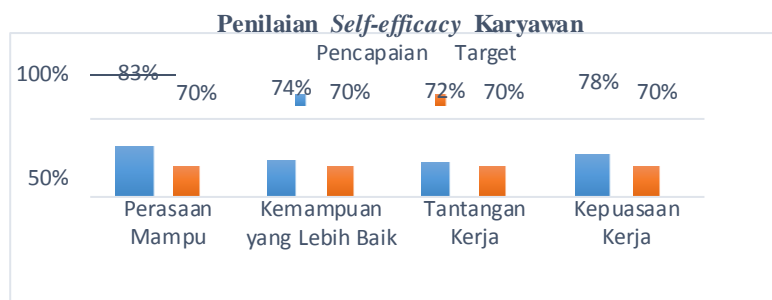 Penilaian Self-efficacy Karyawan
Pencapaian Target
100%
83% 70% 74% 70% 72% 70% 78% 70%
50%
Perasaan Mampu
Kemampuan yang Lebih Baik
Tantangan Kerja
Kepuasaan Kerja